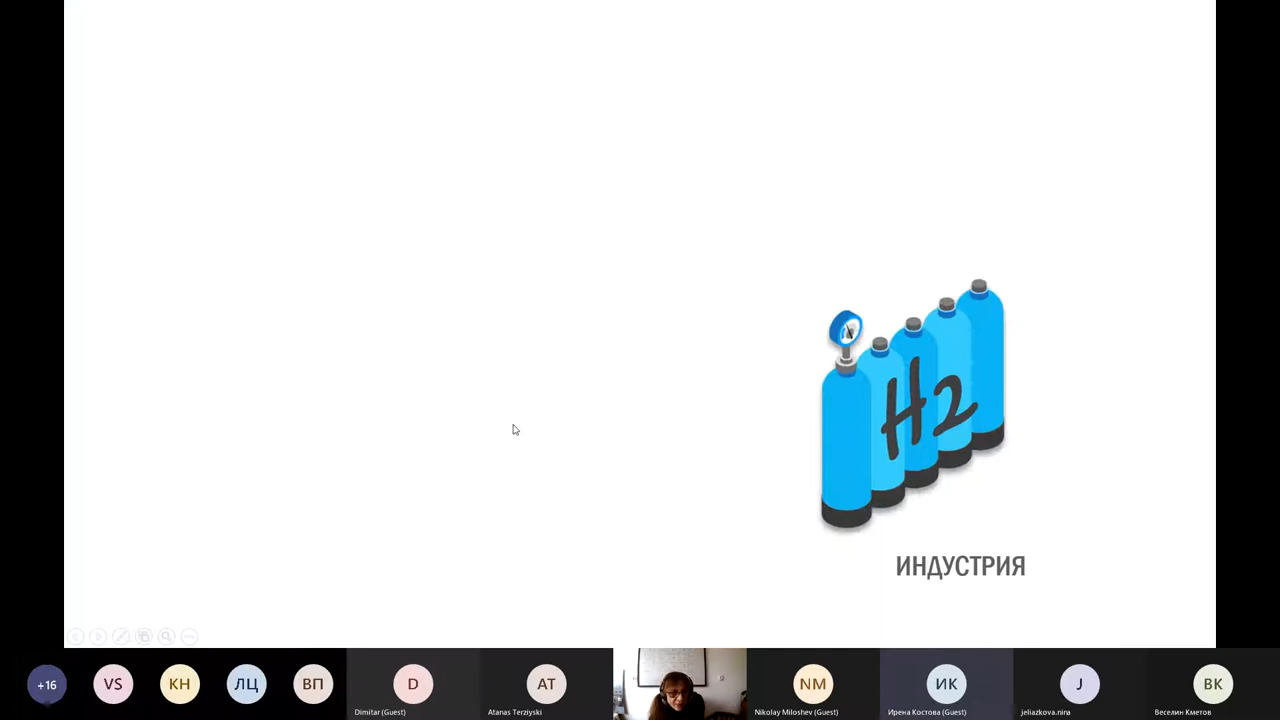 H2
ИНДУСТРИЯ
+16
VS
КН
ЛЦ
ВП
D
Dimitar (Guest)
AT
Atanas Terziyski
NM
Nikolay Miloshev (Guest)
ИК
Ирена Костова (Guest)
J
jeliazkova.nina
ВК
Веселин Кметов